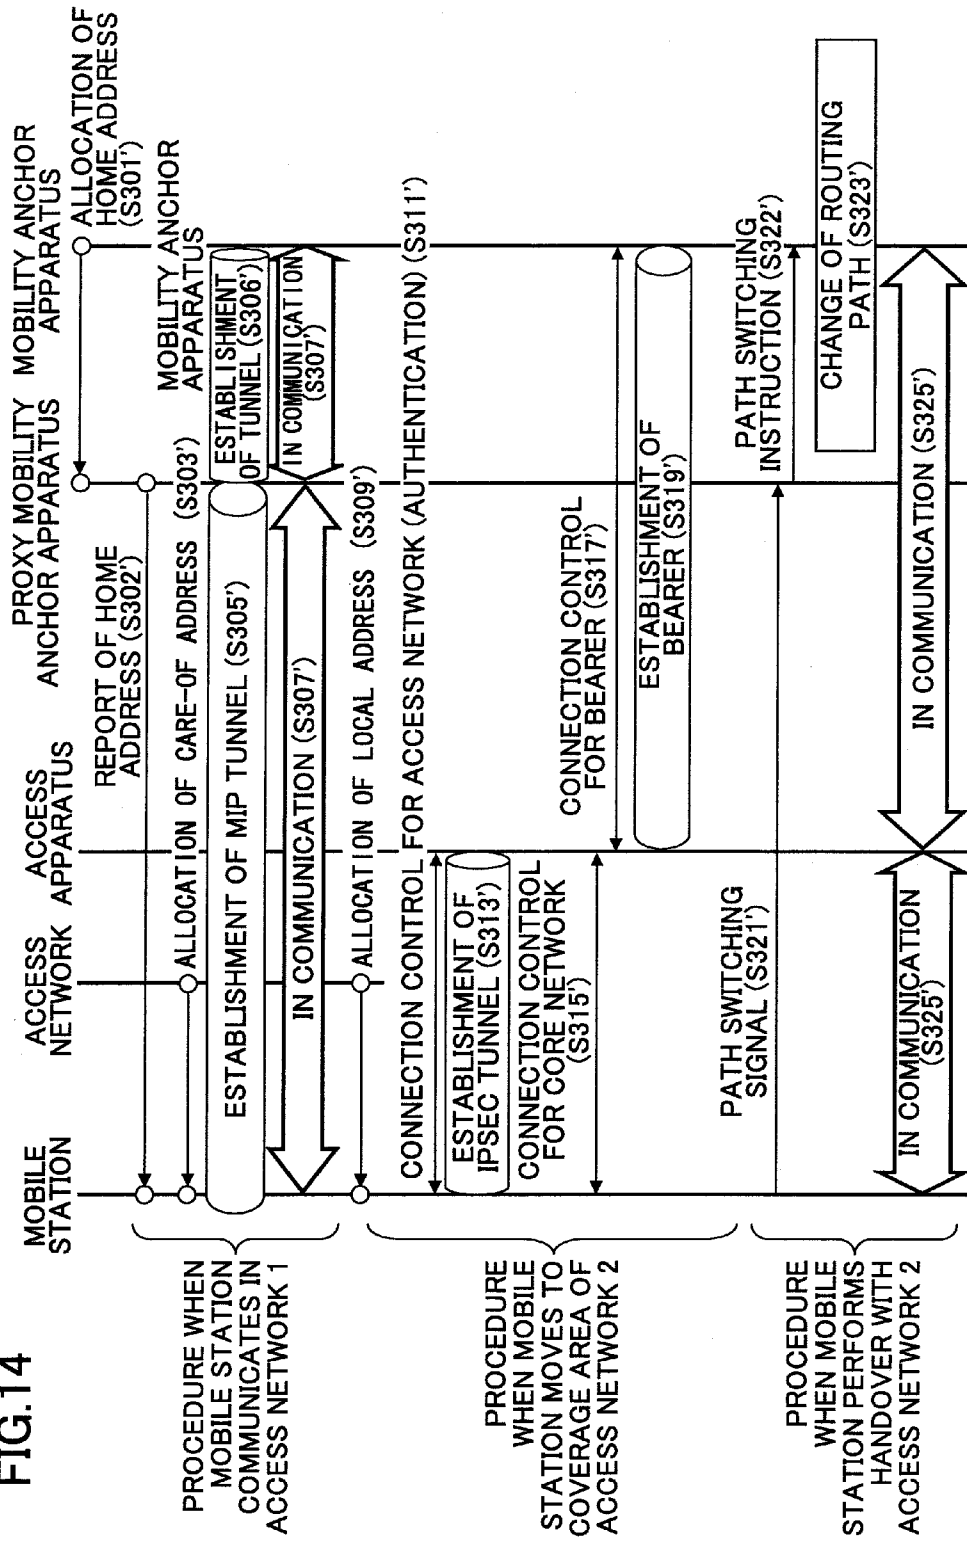 FIG.14
MOBILE
STATION
ACCESS
NETWORK
ACCESS
APPARATUS
PROXY MOBILITY
ANCHOR APPARATUS
MOBILITY ANCHOR
APPARATUS
ALLOCATION OF
HOME ADDRESS
(S301')
REPORT OF HOME
ADDRESS (S302')
ALLOCATION OF CARE-OF ADDRESS (S303')
MOBILITY ANCHOR
APPARATUS
ESTABLISHMENT OF MIP TUNNEL (S305')
ESTABLISHMENT
OF TUNNEL (S306')
IN COMMUNICATION (S307')
IN COMMUNICATION
(S307')
ALLOCATION OF LOCAL ADDRESS (S309')
CONNECTION CONTROL FOR ACCESS NETWORK (AUTHENTICATION) (S311')
ESTABLISHMENT OF
IPSEC TUNNEL (S313')
CONNECTION CONTROL
FOR CORE NETWORK
(S315')
CONNECTION CONTROL
FOR BEARER (S317')
ESTABLISHMENT OF
BEARER (S319')
PATH SWITCHING
SIGNAL (S321')
PATH SWITCHING
INSTRUCTION (S322')
CHANGE OF ROUTING
PATH (S323')
IN COMMUNICATION
(S325')
IN COMMUNICATION (S325')
PROCEDURE WHEN
MOBILE STATION
COMMUNICATES IN
ACCESS NETWORK 1
PROCEDURE
WHEN MOBILE
STATION MOVES TO
COVERAGE AREA OF
ACCESS NETWORK 2
PROCEDURE
WHEN MOBILE
STATION PERFORMS
HANDOVER WITH
ACCESS NETWORK 2